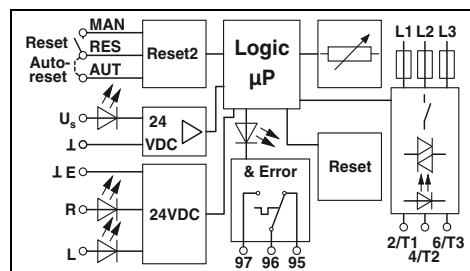 MAN
Reset
RES
Auto-
reset
AUT
Reset2
Logic
µP
L1 L2 L3
Us
⊥
24
VDC
⊥ E
R
L
24VDC
& Error
97 96 95
Reset
2/T1 6/T3
4/T2